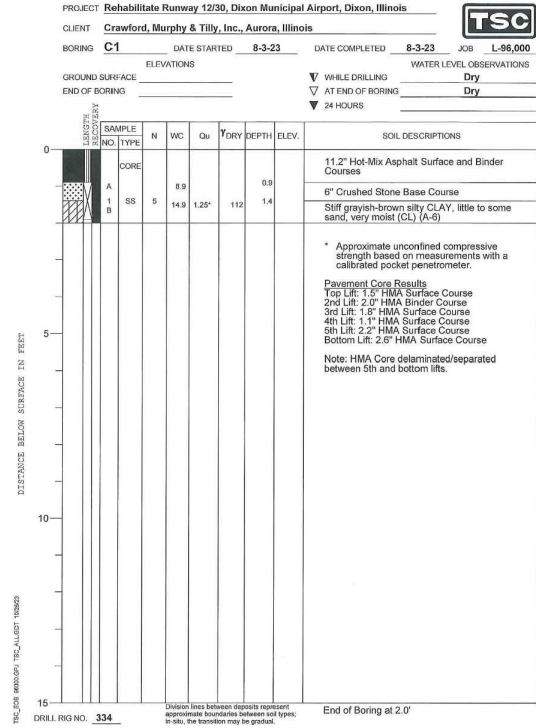 PROJECT Rehabilitate Runway 12/30, Dixon Municipal Airport, Dixon, Illinois
TSC
CLIENT Crawford, Murphy & Tilly, Inc., Aurora, Illinois
BORING C1 DATE STARTED 8-3-23 DATE COMPLETED 8-3-23 JOB L-96,000
ELEVATIONS WATER LEVEL OBSERVATIONS
GROUND SURFACE WHILE DRILLING Dry
END OF BORING AT END OF BORING Dry
24 HOURS
LENGTH
RECOVERY
SAMPLE
NO. TYPE N WC Qu γDRY DEPTH ELEV. SOIL DESCRIPTIONS
0
CORE
11.2" Hot-Mix Asphalt Surface and Binder
Courses
A 8.9 0.9
6" Crushed Stone Base Course
1 SS 5 14.9 1.25* 112 1.4
B
Stiff grayish-brown silty CLAY, little to some
sand, very moist (CL) (A-6)
* Approximate unconfined compressive
strength based on measurements with a
calibrated pocket penetrometer.
Pavement Core Results
Top Lift: 1.5" HMA Surface Course
2nd Lift: 2.0" HMA Binder Course
3rd Lift: 1.8" HMA Surface Course
4th Lift: 1.1" HMA Surface Course
5th Lift: 2.2" HMA Surface Course
Bottom Lift: 2.6" HMA Surface Course
5
Note: HMA Core delaminated/separated
between 5th and bottom lifts.
DISTANCE BELOW SURFACE IN FEET
10
15
End of Boring at 2.0'
DRILL RIG NO. 334
Division lines between deposits represent
approximate boundaries between soil types;
in-situ, the transition may be gradual.